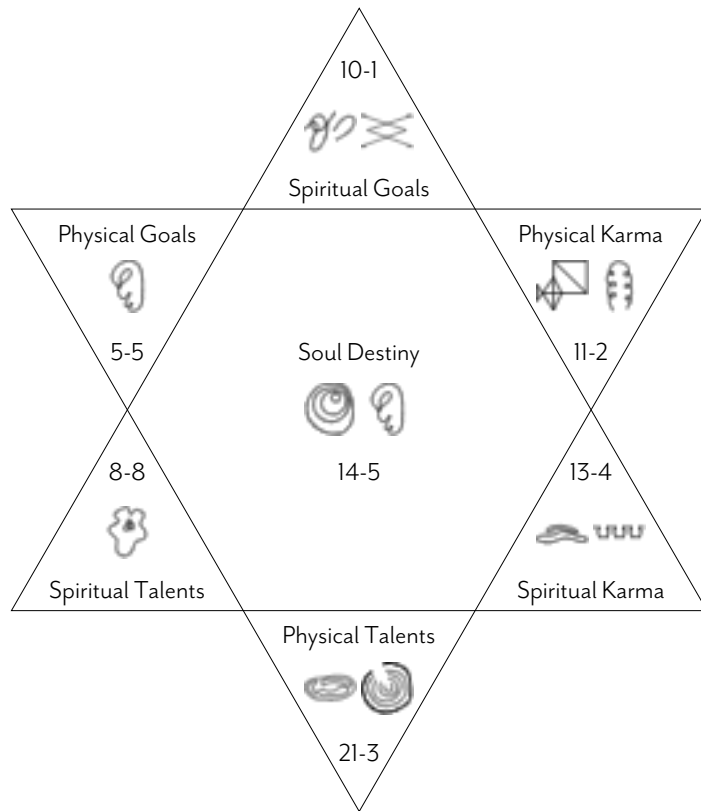 10-1
Spiritual Goals
Physical Goals
5-5
Physical Karma
11-2
Soul Destiny
14-5
8-8
Spiritual Talents
13-4
Spiritual Karma
Physical Talents
21-3